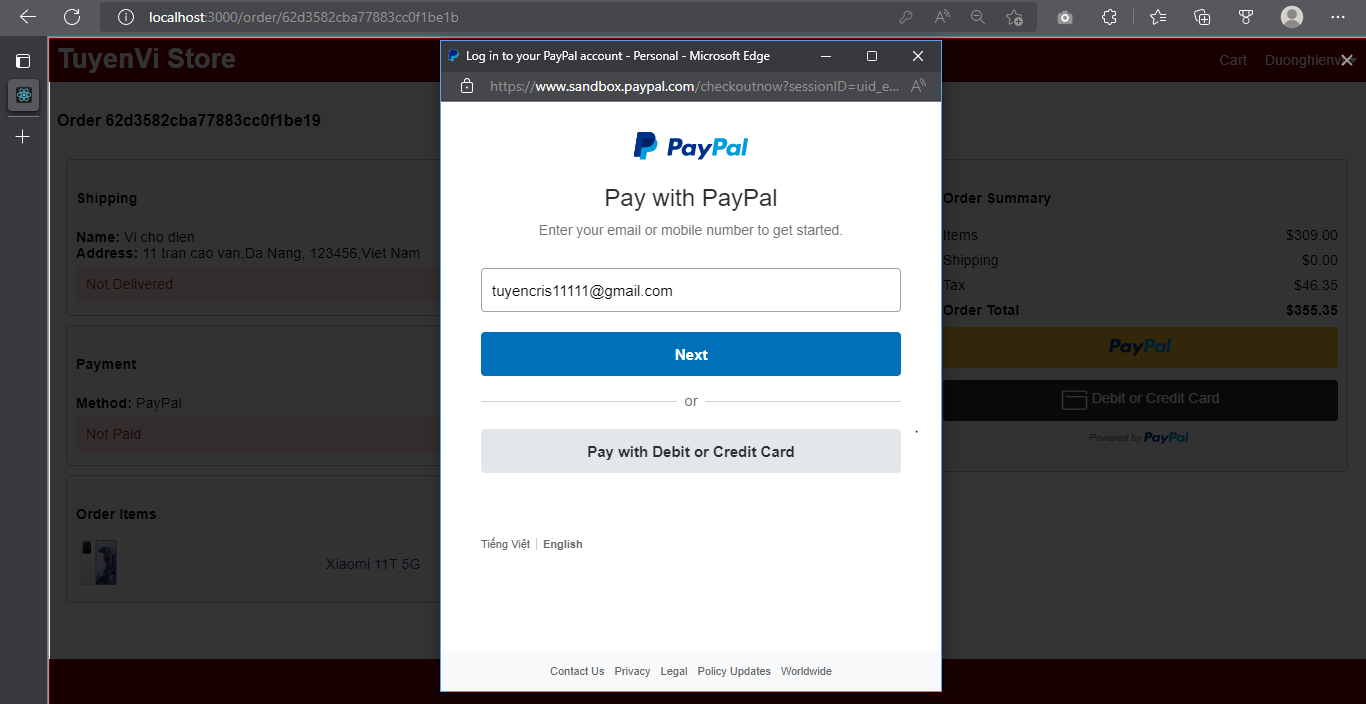 localhost:3000/order/62d3582cba77883cc0f1be1b
TuyenVi Store
Cart
Duonghienv
Order 62d3582cba77883cc0f1be19
Shipping
Name: Vi cho dien
Address: 11 tran cao van,Da Nang, 123456,Viet Nam
Not Delivered
Payment
Method: PayPal
Not Paid
Order Items
Xiaomi 11T 5G
Log in to your PayPal account - Personal - Microsoft Edge
https://www.sandbox.paypal.com/checkoutnow?sessionID=uid_e...
PayPal
Pay with PayPal
Enter your email or mobile number to get started.
tuyencris11111@gmail.com
Next
or
Pay with Debit or Credit Card
Tiếng Việt English
Contact Us Privacy Legal Policy Updates Worldwide
Order Summary
Items $309.00
Shipping $0.00
Tax $46.35
Order Total $355.35
PayPal
Debit or Credit Card
Powered by PayPal